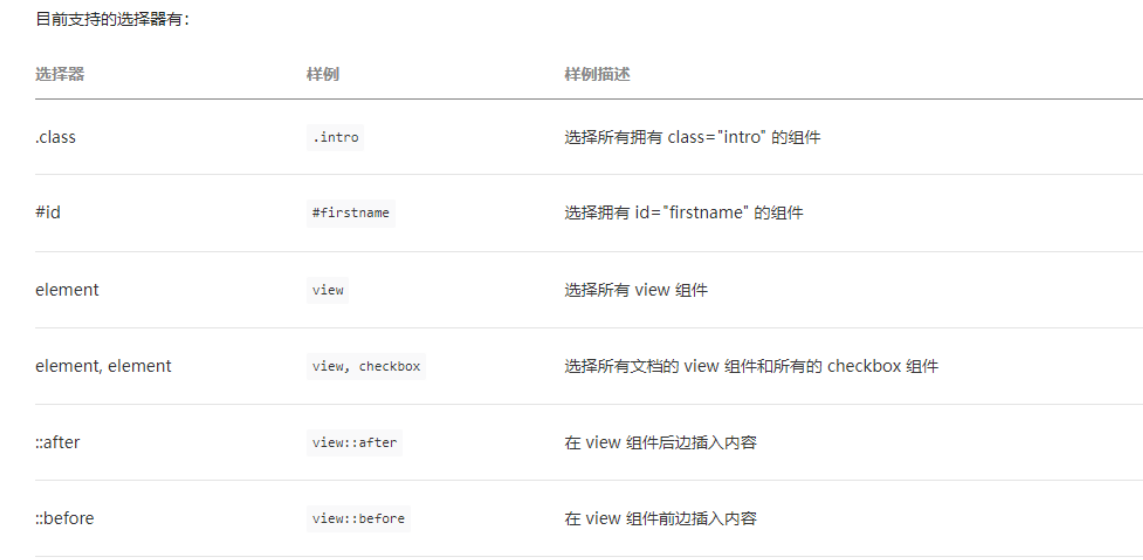 目前支持的选择器有：
选择器 样例 样例描述
.class .intro 选择所有拥有 class="intro" 的组件
#id #firstname 选择拥有 id="firstname" 的组件
element view 选择所有 view 组件
element, element view, checkbox 选择所有文档的 view 组件和所有的 checkbox 组件
::after view::after 在 view 组件后边插入内容
::before view::before 在 view 组件前边插入内容